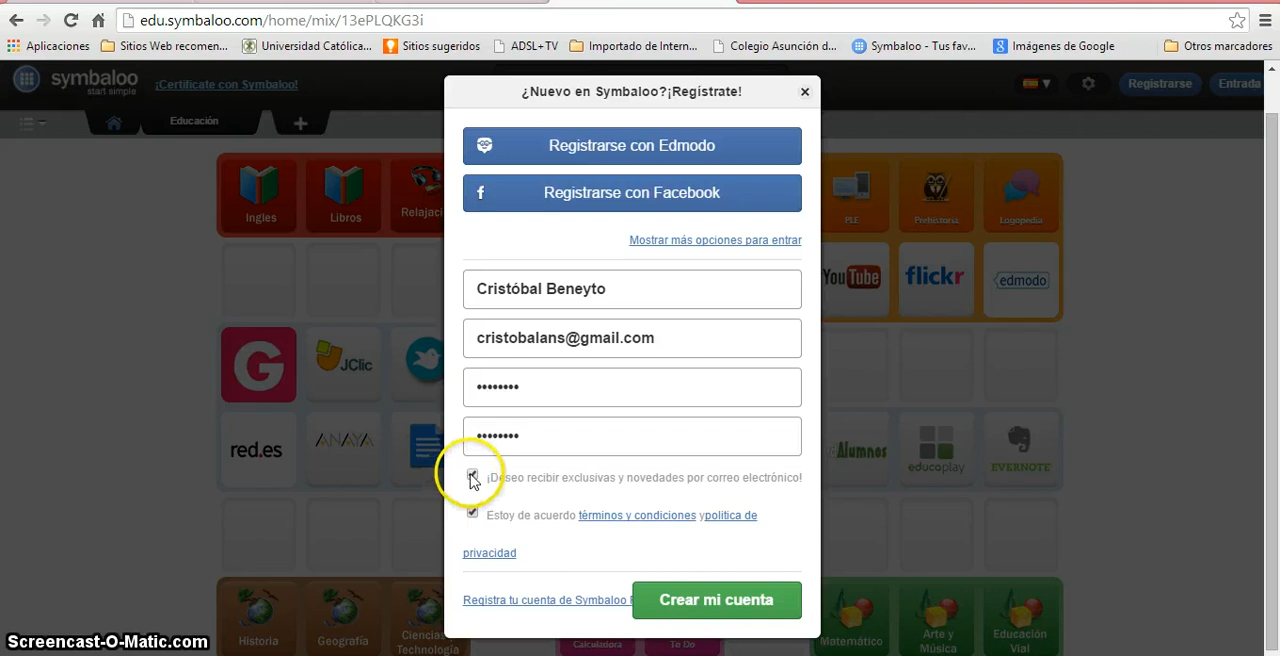 edu.symbaloo.com/home/mix/13ePLQKG3i
Aplicaciones Sitios Web recomen... Universidad Católica... Sitios sugeridos ADSL+TV Importado de Intern... Colegio Asunción d... Symbaloo - Tus fav... Imágenes de Google Otros marcadores
symbaloo
start simple
¡Certifícate con Symbaloo!
Registrarse Entrada
Educación
¿Nuevo en Symbaloo?¡Regístrate!
Registrarse con Edmodo
f Registrarse con Facebook
Mostrar más opciones para entrar
Cristóbal Beneyto
cristobalans@gmail.com
••••••••
••••••••
¡Deseo recibir exclusivas y novedades por correo electrónico!
Estoy de acuerdo términos y condiciones ypolítica de
privacidad
Registra tu cuenta de Symbaloo
Crear mi cuenta
Ingles Libros Relajaci PLE Prehistoria Logopedia
YouTube flickr edmodo
G JClic
red.es ANAYA Alumnos educaplay EVERNOTE
Historia Geografía Ciencias
Tecnología Calculadora To Do Matemático Arte y
Música Educación
Vial
Screencast-O-Matic.com